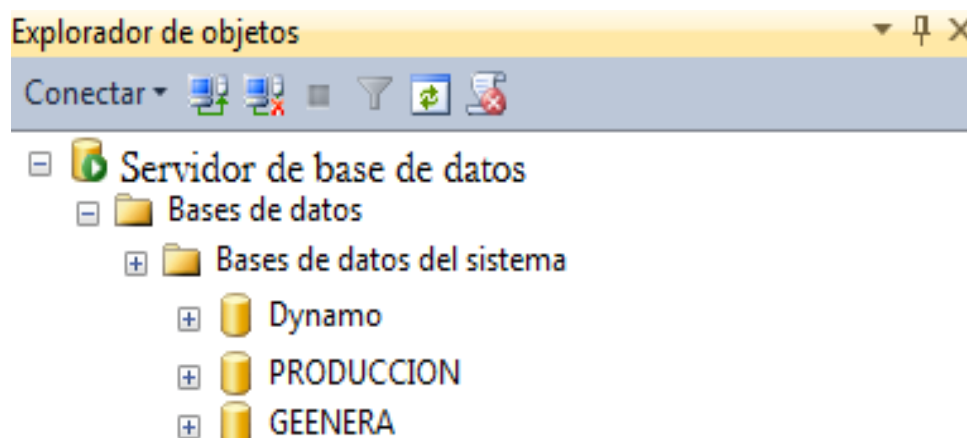 Explorador de objetos
Conectar
Servidor de base de datos
Bases de datos
Bases de datos del sistema
Dynamo
PRODUCCION
GEENERA